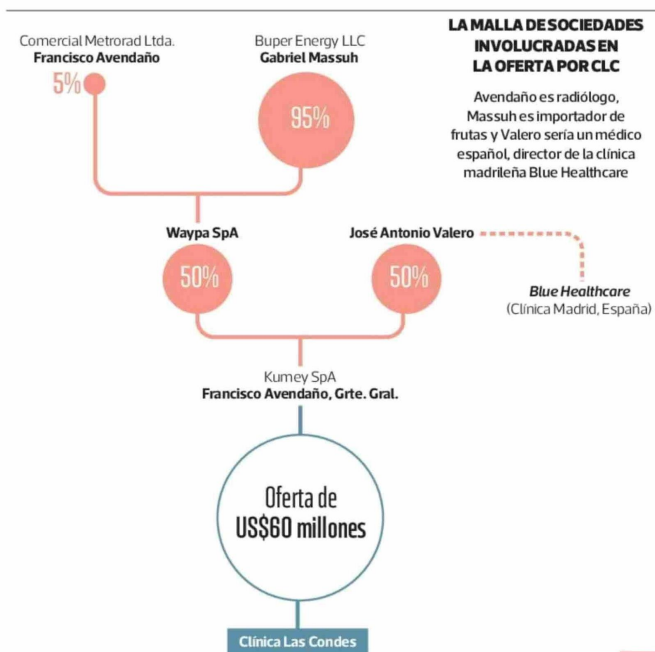 LA MALLA DE SOCIEDADES
INVOLUCRADAS EN
LA OFERTA POR CLC
Avendaño es radiólogo,
Massuh es importador de
frutas y Valero sería un médico
español, director de la clínica
madrileña Blue Healthcare
Comercial Metrorad Ltda.
Francisco Avendaño
5%
Buper Energy LLC
Gabriel Massuh
95%
Waypa SpA
50%
José Antonio Valero
50%
Blue Healthcare
(Clínica Madrid, España)
Kumey SpA
Francisco Avendaño, Grte. Gral.
Oferta de
US$60 millones
Clínica Las Condes